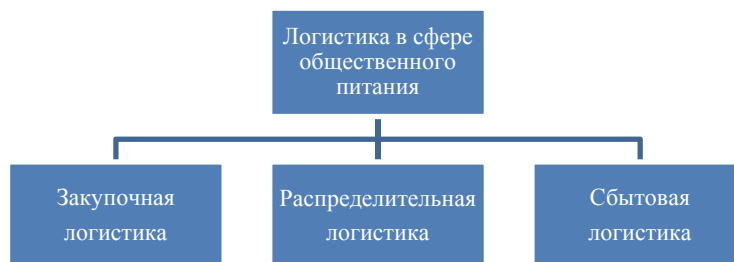 Логистика в сфере
общественного
питания
Закупочная
логистика
Распределительная
логистика
Сбытовая
логистика